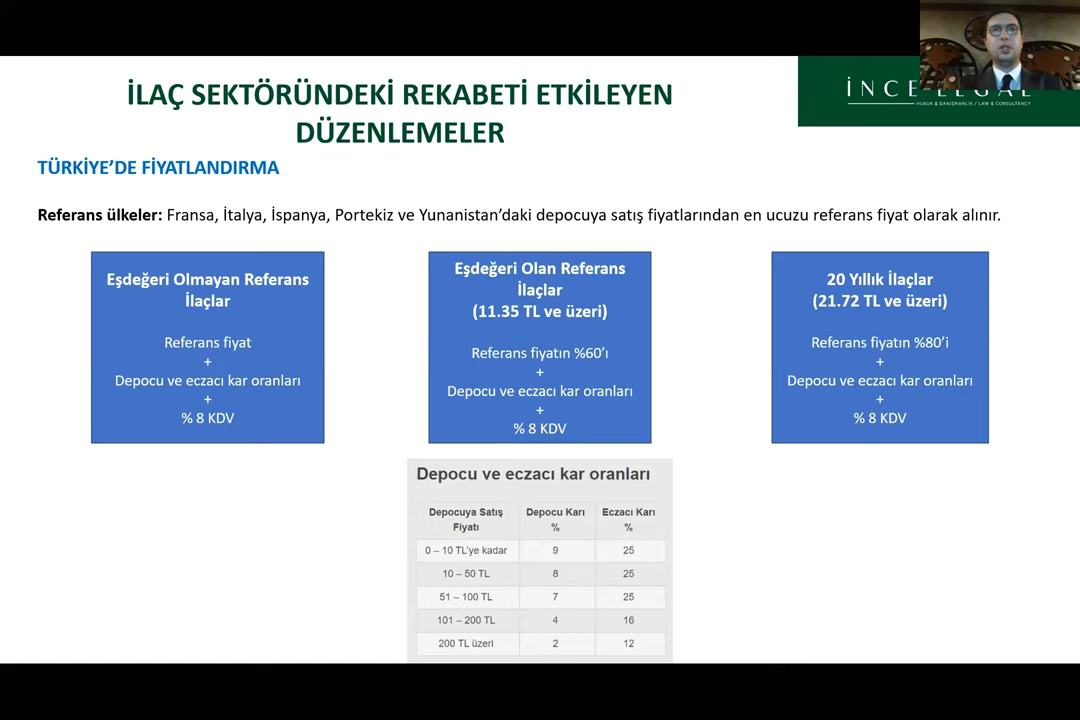 İLAÇ SEKTÖRÜNDEKİ REKABETİ ETKİLEYEN
DÜZENLEMELER
İNCE LEGAL
HUKUK & DANIŞMANLIK / LAW & CONSULTANCY
TÜRKİYE'DE FİYATLANDIRMA
Referans ülkeler: Fransa, İtalya, İspanya, Portekiz ve Yunanistan'daki depocuya satış fiyatlarından en ucuzu referans fiyat olarak alınır.
Eşdeğeri Olmayan Referans
İlaçlar
Referans fiyat
+
Depocu ve eczacı kar oranları
+
% 8 KDV
Eşdeğeri Olan Referans
İlaçlar
(11.35 TL ve üzeri)
Referans fiyatın %60'ı
+
Depocu ve eczacı kar oranları
+
% 8 KDV
20 Yıllık İlaçlar
(21.72 TL ve üzeri)
Referans fiyatın %80'i
+
Depocu ve eczacı kar oranları
+
% 8 KDV
Depocu ve eczacı kar oranları
Depocuya Satış Fiyatı Depocu Karı % Eczacı Karı %
0 – 10 TL'ye kadar 9 25
10 – 50 TL 8 25
51 – 100 TL 7 25
101 – 200 TL 4 16
200 TL üzeri 2 12